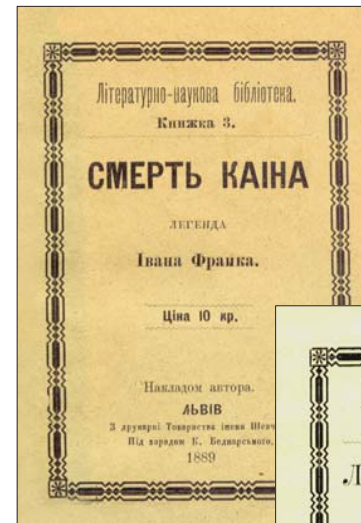 Літературно-наукова бібліотека.
Книжка 3.
СМЕРТЬ КАІНА
ЛЕГЕНДА
Івана Франка.
Ціна 10 кр.
Накладом автора.
ЛЬВІВ
З друкарні Товариства імени Шевч
Під зарядом К. Беднарського.
1889
Л